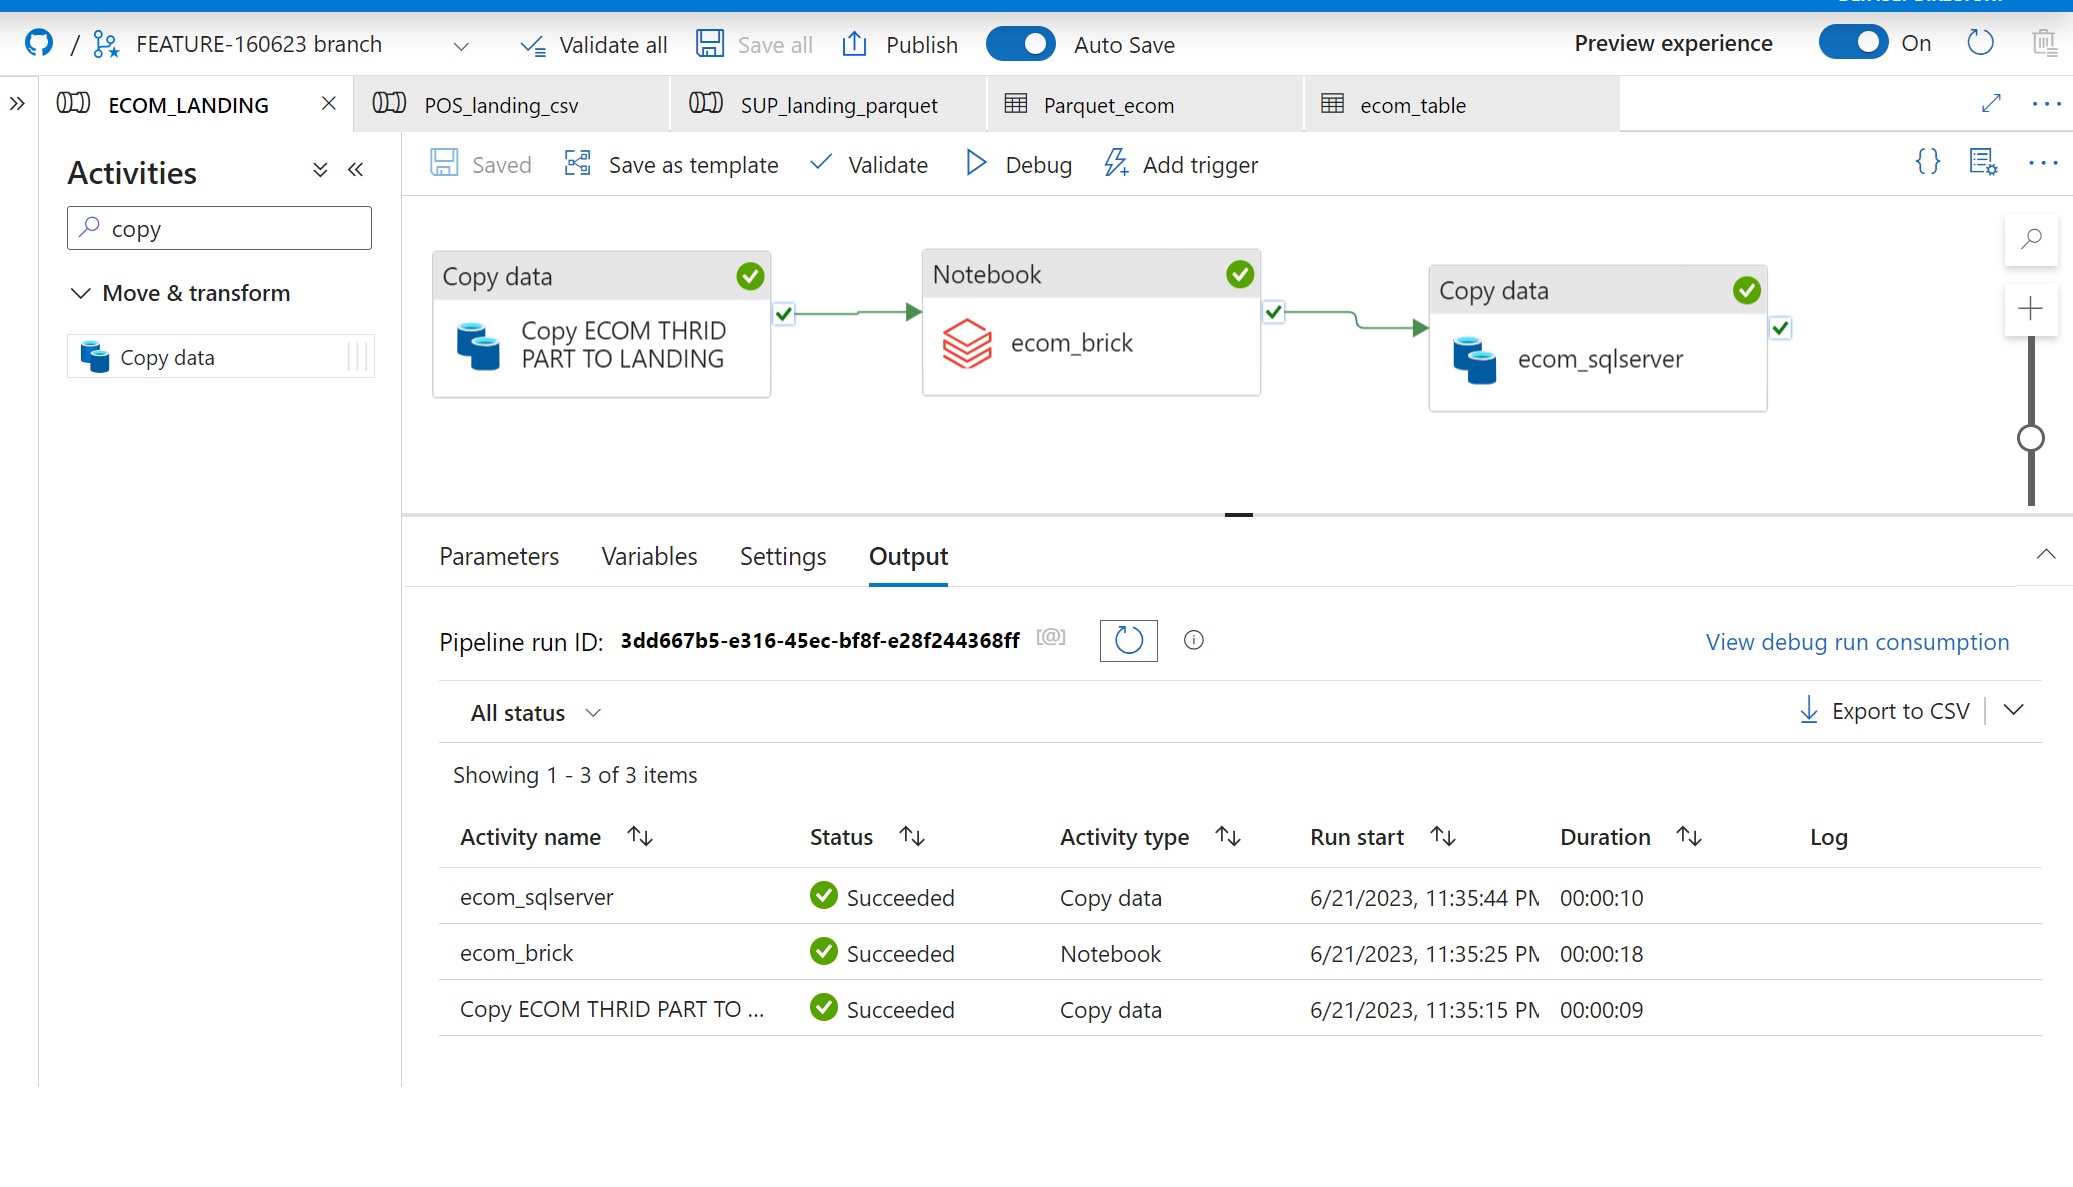 / FEATURE-160623 branch Validate all Save all Publish Auto Save Preview experience On
ECOM_LANDING POS_landing_csv SUP_landing_parquet Parquet_ecom ecom_table
Activities
copy
Move & transform
Copy data
Saved Save as template Validate Debug Add trigger
Copy data
Copy ECOM THRID
PART TO LANDING
Notebook
ecom_brick
Copy data
ecom_sqlserver
Parameters Variables Settings Output
Pipeline run ID: 3dd667b5-e316-45ec-bf8f-e28f244368ff [@] View debug run consumption
All status Export to CSV
Showing 1 - 3 of 3 items
Activity name Status Activity type Run start Duration Log
ecom_sqlserver Succeeded Copy data 6/21/2023, 11:35:44 PM 00:00:10
ecom_brick Succeeded Notebook 6/21/2023, 11:35:25 PM 00:00:18
Copy ECOM THRID PART TO ... Succeeded Copy data 6/21/2023, 11:35:15 PM 00:00:09